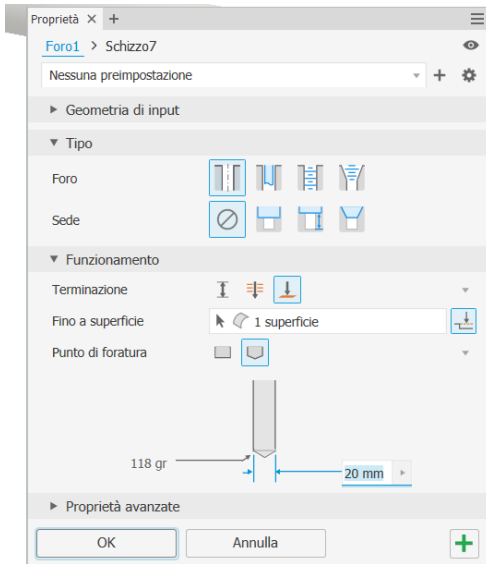 Proprietà × +
Foro1 > Schizzo7
Nessuna preimpostazione
Geometria di input
Tipo
Foro
Sede
Funzionamento
Terminazione
Fino a superficie 1 superficie
Punto di foratura
118 gr
20 mm
Proprietà avanzate
OK Annulla